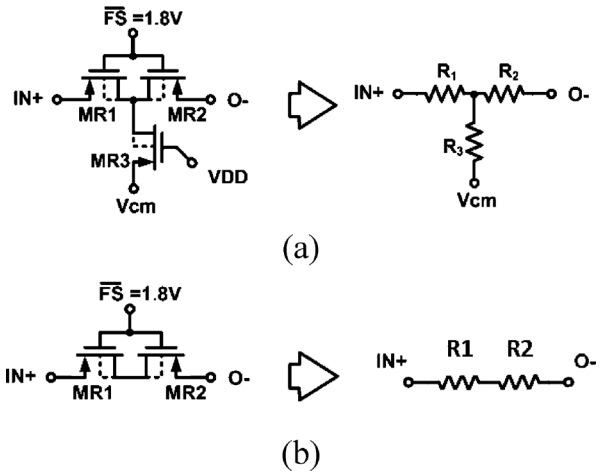 FS =1.8V
IN+ MR1 MR2 O-
MR3
VDD
Vcm
IN+ R1 R2 O-
R3
Vcm
(a)
FS =1.8V
IN+ MR1 MR2 O-
IN+ R1 R2 O-
(b)